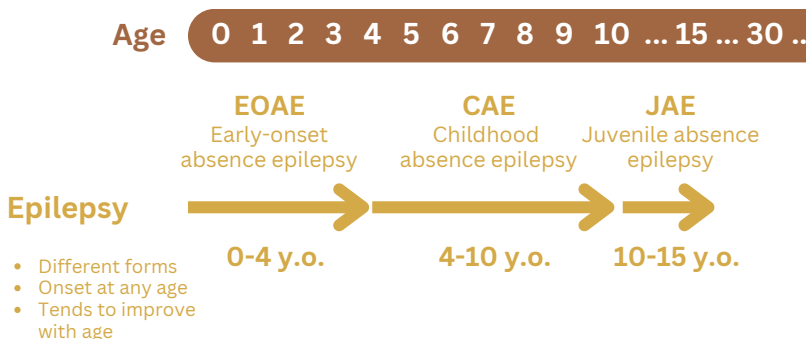 Age 0 1 2 3 4 5 6 7 8 9 10 ... 15 ... 30 ..
EOAE
Early-onset
absence epilepsy
CAE
Childhood
absence epilepsy
JAE
Juvenile absence
epilepsy
Epilepsy
0-4 y.o.
4-10 y.o.
10-15 y.o.
• Different forms
• Onset at any age
• Tends to improve
with age